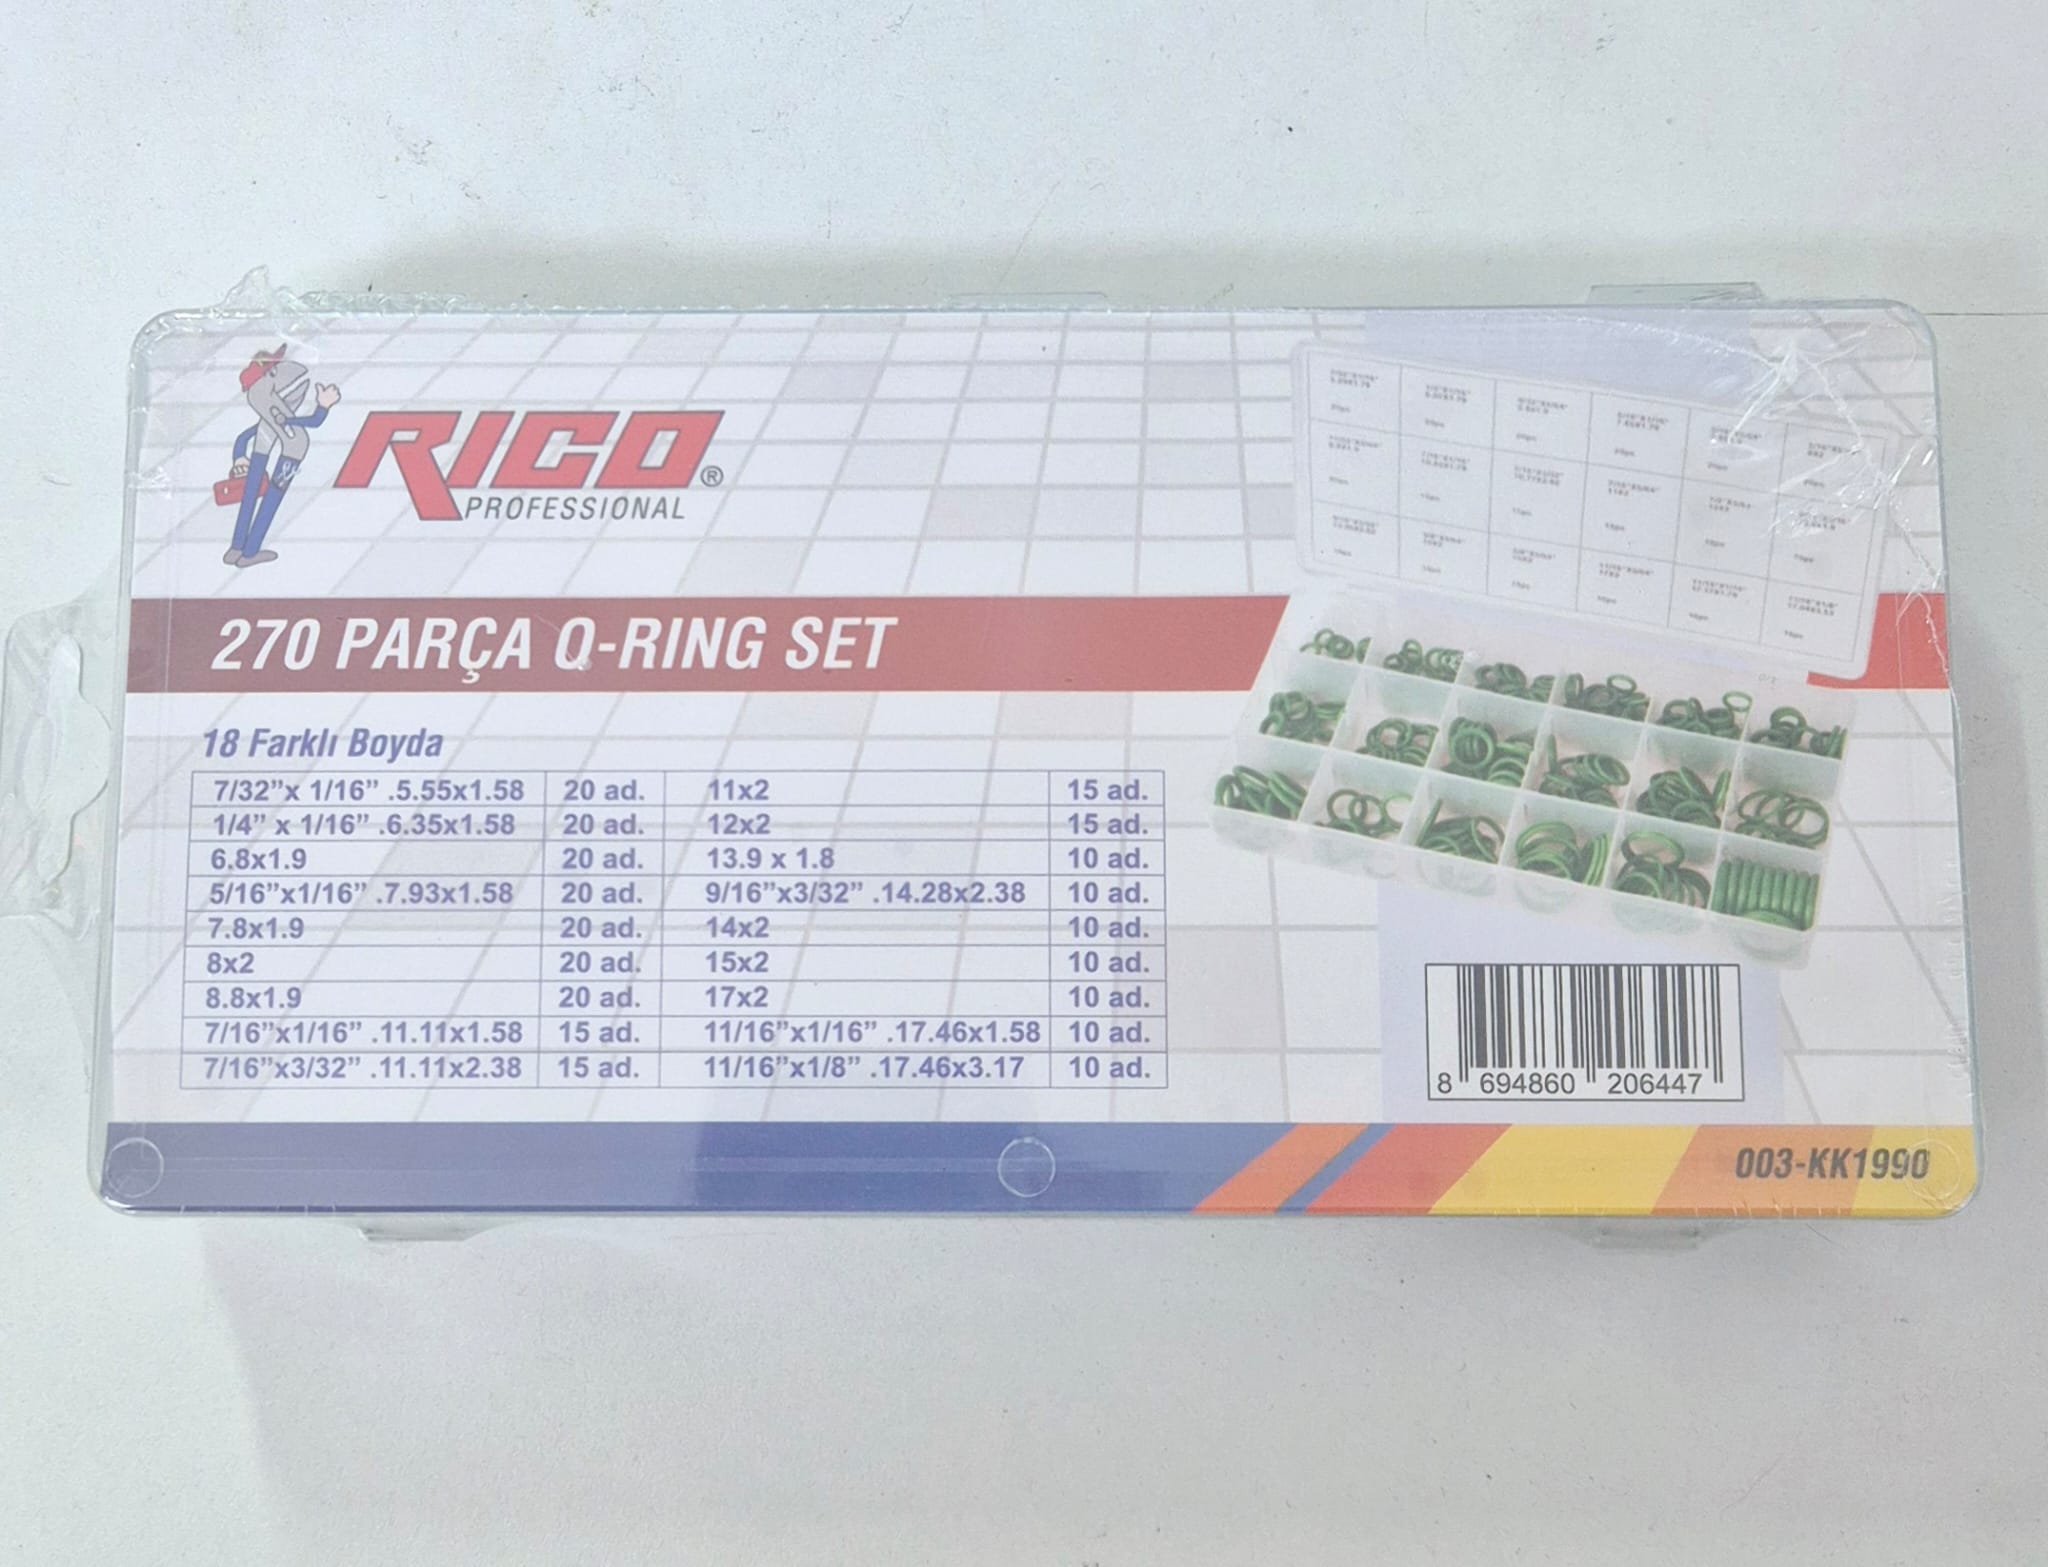 RICO®
PROFESSIONAL
270 PARÇA O-RING SET
18 Farklı Boyda
7/32”x 1/16” .5.55x1.58 20 ad. 11x2 15 ad.
1/4” x 1/16” .6.35x1.58 20 ad. 12x2 15 ad.
6.8x1.9 20 ad. 13.9 x 1.8 10 ad.
5/16”x1/16” .7.93x1.58 20 ad. 9/16”x3/32” .14.28x2.38 10 ad.
7.8x1.9 20 ad. 14x2 10 ad.
8x2 20 ad. 15x2 10 ad.
8.8x1.9 20 ad. 17x2 10 ad.
7/16”x1/16” .11.11x1.58 15 ad. 11/16”x1/16” .17.46x1.58 10 ad.
7/16”x3/32” .11.11x2.38 15 ad. 11/16”x1/8” .17.46x3.17 10 ad.
8 694860 206447
003-KK1990